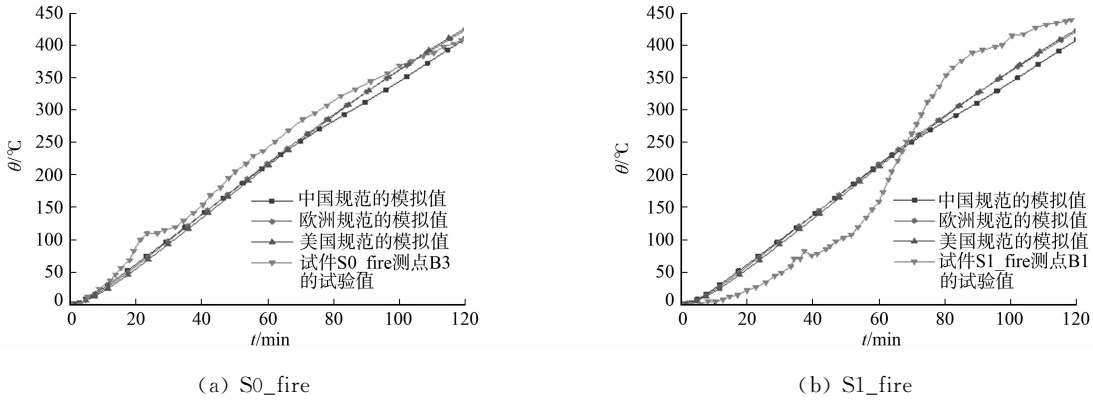 450
400
350
300
250
200
150
100
50
0
θ/℃
中国规范的模拟值
欧洲规范的模拟值
美国规范的模拟值
试件S0_fire测点B3
的试验值
0 20 40 60 80 100 120
t/min
(a) S0_fire
450
400
350
300
250
200
150
100
50
0
θ/℃
中国规范的模拟值
欧洲规范的模拟值
美国规范的模拟值
试件S1_fire测点B1
的试验值
0 20 40 60 80 100 120
t/min
(b) S1_fire